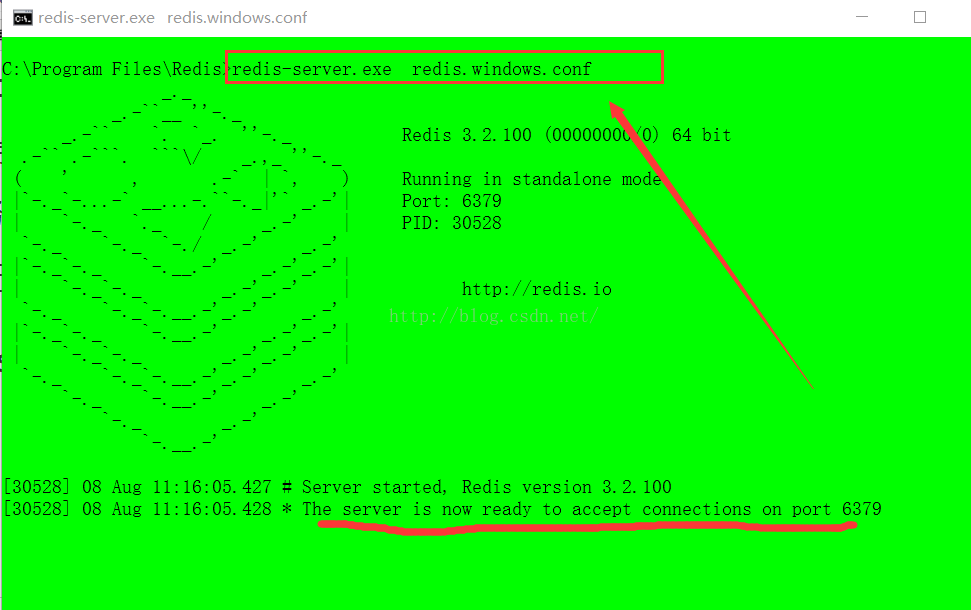 redis-server.exe redis.windows.conf
C:\Program Files\Redis>redis-server.exe redis.windows.conf
Redis 3.2.100 (00000000/0) 64 bit
Running in standalone mode
Port: 6379
PID: 30528
http://redis.io
http://blog.csdn.net/
[30528] 08 Aug 11:16:05.427 # Server started, Redis version 3.2.100
[30528] 08 Aug 11:16:05.428 * The server is now ready to accept connections on port 6379